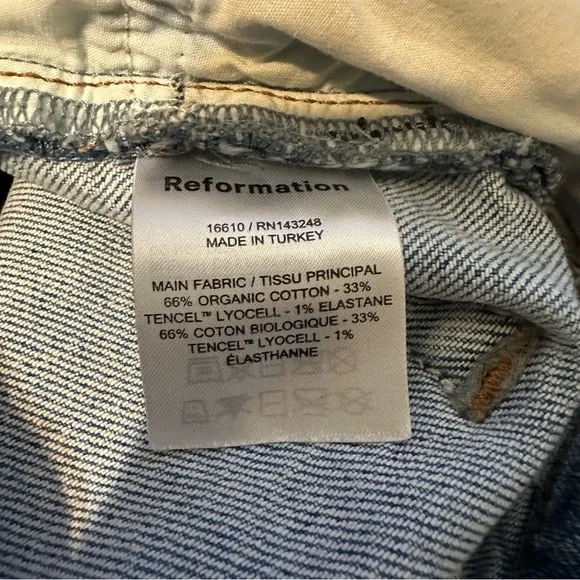 Reformation
16610 / RN143248
MADE IN TURKEY
MAIN FABRIC / TISSU PRINCIPAL
66% ORGANIC COTTON - 33%
TENCEL™ LYOCELL - 1% ELASTANE
66% COTON BIOLOGIQUE - 33%
TENCEL™ LYOCELL - 1%
ÉLASTHANNE